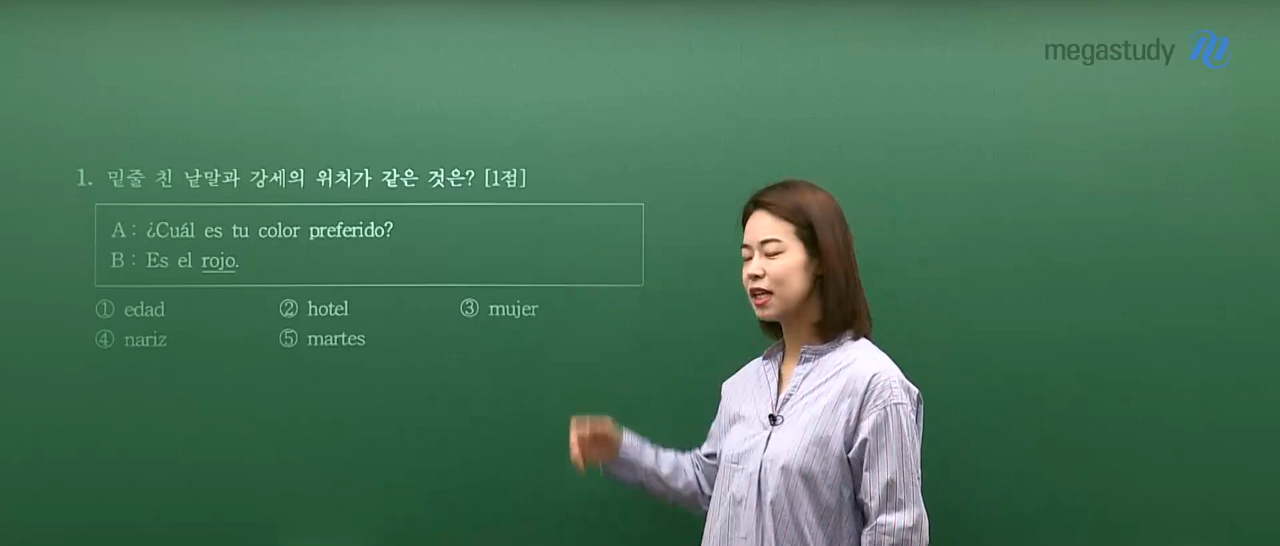 megastudy
1. 밑줄 친 낱말과 강세의 위치가 같은 것은? [1점]
A : ¿Cuál es tu color preferido?
B : Es el rojo.
① edad ② hotel ③ mujer
④ nariz ⑤ martes